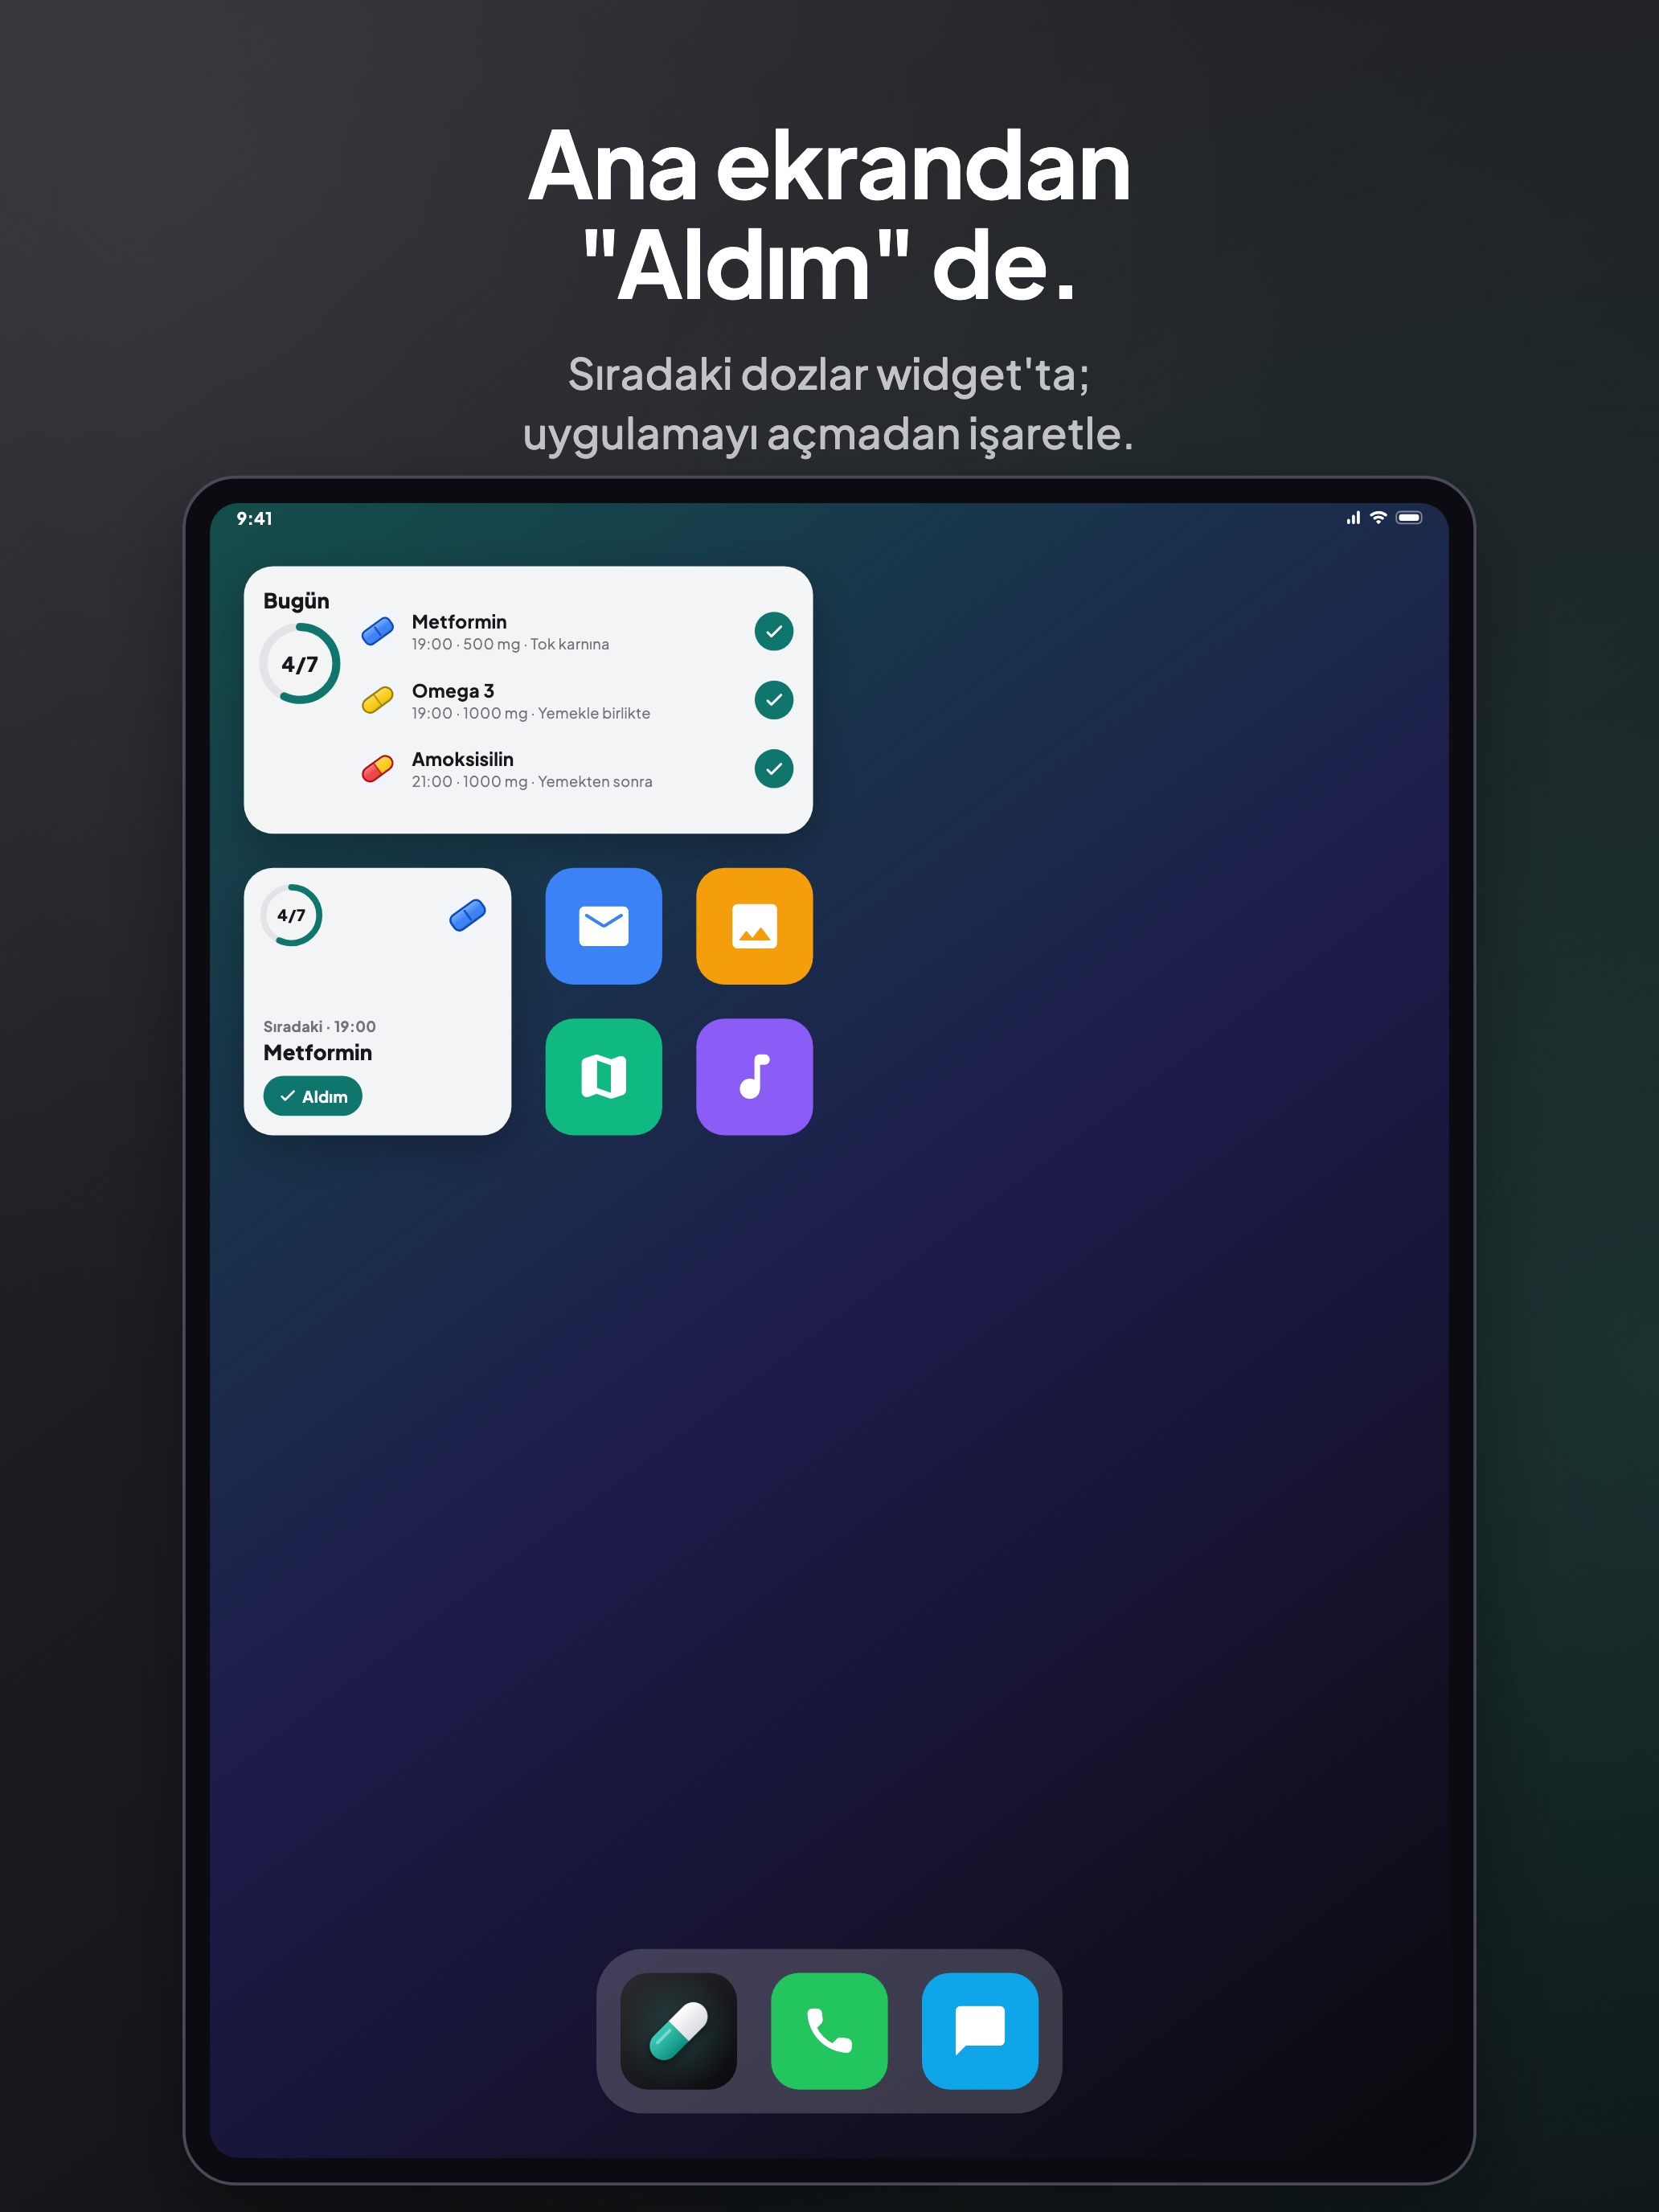 Ana ekrandan
"Aldım" de.
Sıradaki dozlar widget'ta;
uygulamayı açmadan işaretle.
9:41
Bugün
4/7
Metformin
19:00 · 500 mg · Tok karnına
Omega 3
19:00 · 1000 mg · Yemekle birlikte
Amoksisilin
21:00 · 1000 mg · Yemekten sonra
4/7
Sıradaki · 19:00
Metformin
Aldım